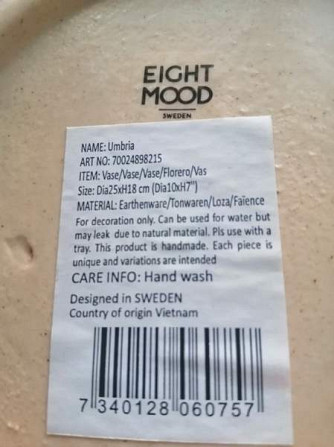 EIGHT
MOOD
SWEDEN
NAME: Umbria
ART NO: 70024898215
ITEM: Vase/Vase/Vase/Florero/Vas
Size: Dia25xH18 cm (Dia10xH7")
MATERIAL: Earthenware/Tonwaren/Loza/Faïence
For decoration only. Can be used for water but
may leak due to natural material. Pls use with a
tray. This product is handmade. Each piece is
unique and variations are intended
CARE INFO: Hand wash
Designed in SWEDEN
Country of origin Vietnam
7 340128 060757